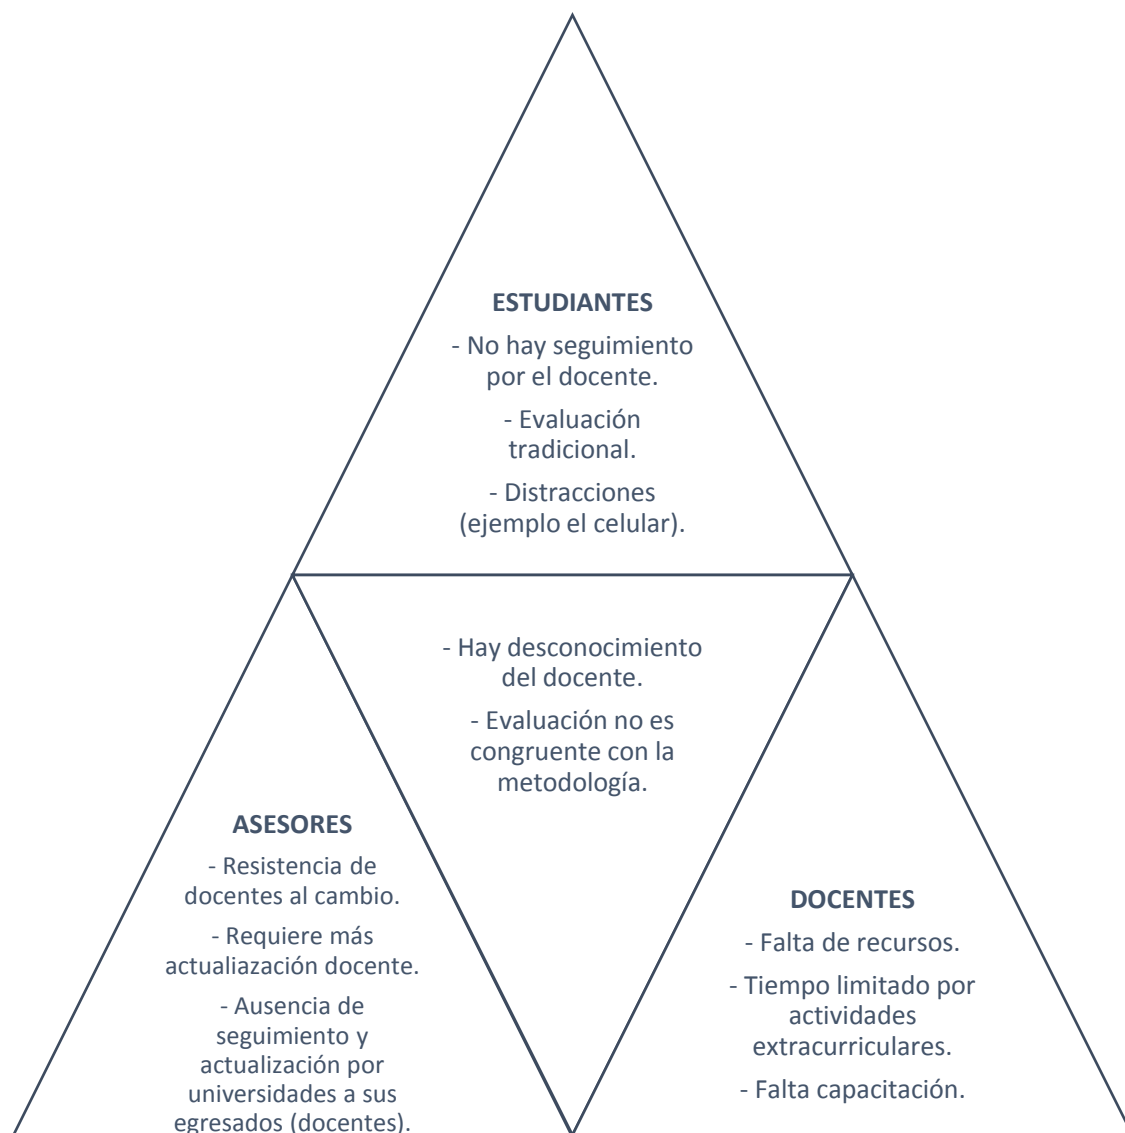 ESTUDIANTES
- No hay seguimiento
por el docente.
- Evaluación
tradicional.
- Distracciones
(ejemplo el celular).
- Hay desconocimiento
del docente.
- Evaluación no es
congruente con la
metodología.
ASESORES
- Resistencia de
docentes al cambio.
- Requiere más
actualiazación docente.
- Ausencia de
seguimiento y
actualización por
universidades a sus
egresados (docentes).
DOCENTES
- Falta de recursos.
- Tiempo limitado por
actividades
extracurriculares.
- Falta capacitación.